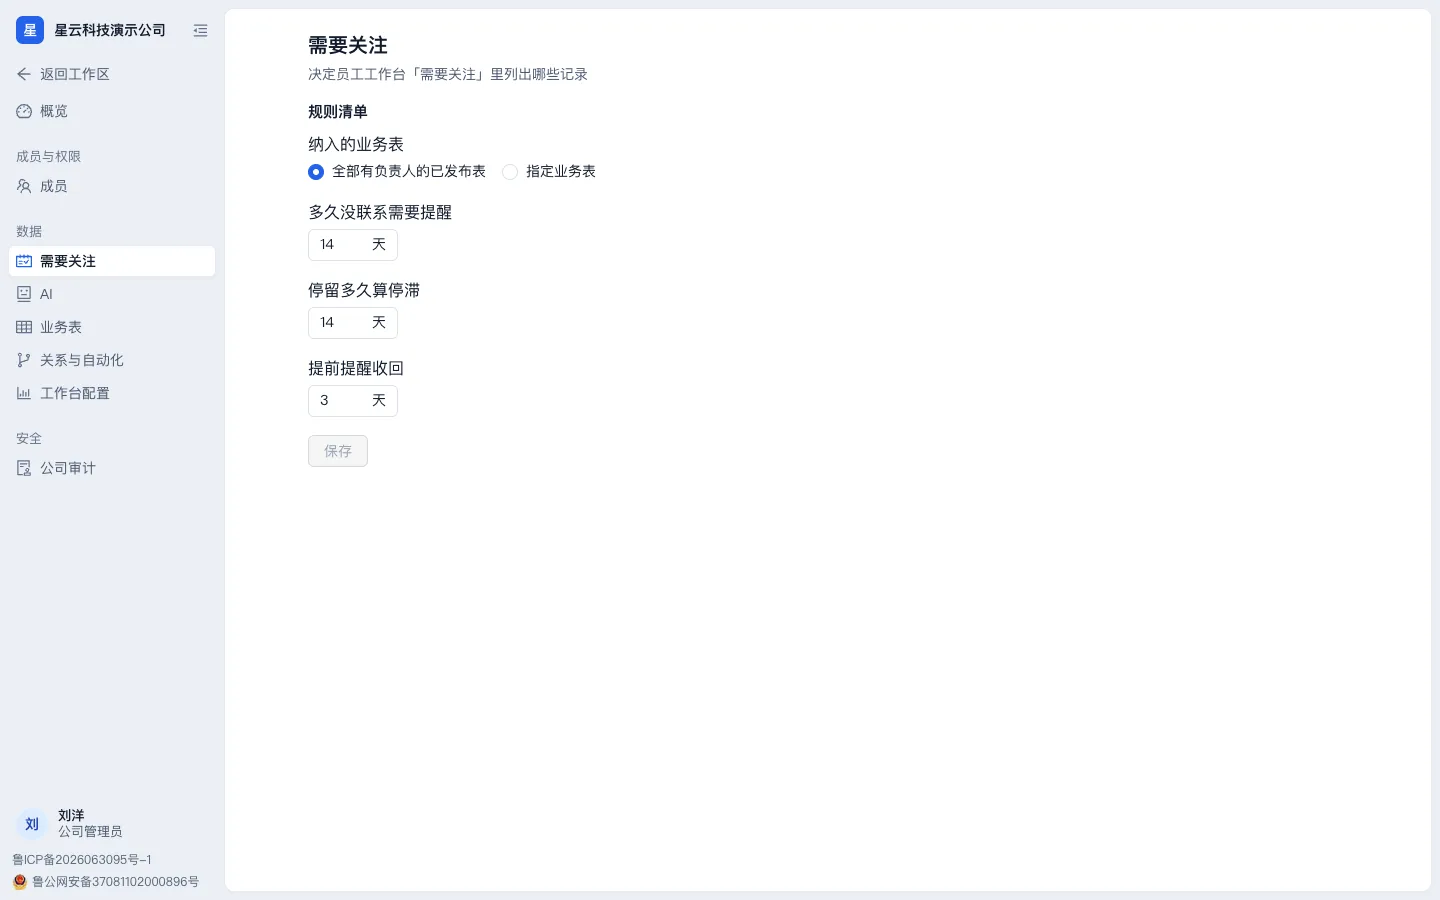 星 星云科技演示公司
返回工作区
概览
成员与权限
成员
数据
需要关注
AI
业务表
关系与自动化
工作台配置
安全
公司审计
刘 刘洋
公司管理员
鲁ICP备2026063095号-1
鲁公网安备37081102000896号
需要关注
决定员工工作台「需要关注」里列出哪些记录
规则清单
纳入的业务表
全部有负责人的已发布表 指定业务表
多久没联系需要提醒
14 天
停留多久算停滞
14 天
提前提醒收回
3 天
保存